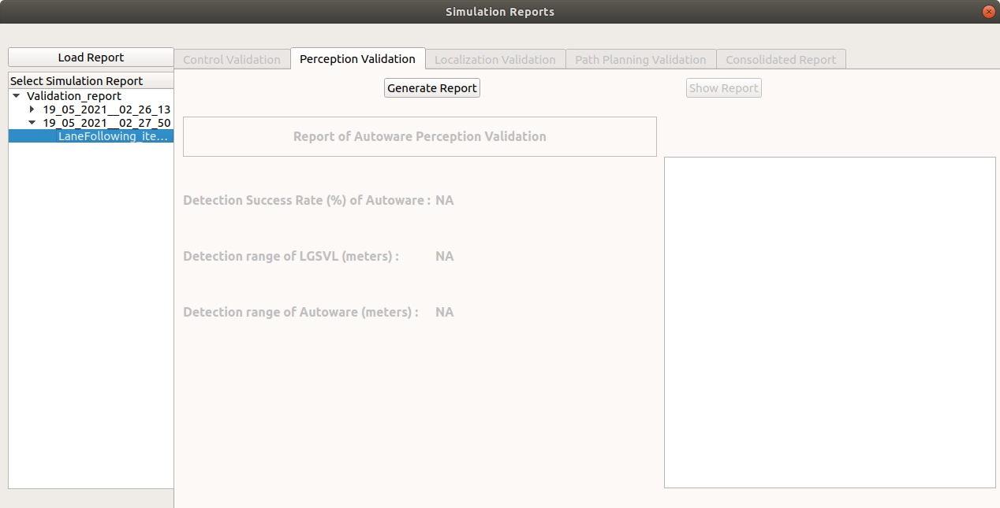 Simulation Reports
Load Report
Control Validation
Perception Validation
Localization Validation
Path Planning Validation
Consolidated Report
Select Simulation Report
Validation_report
19_05_2021__02_26_13
19_05_2021__02_27_50
LaneFollowing_ite...
Generate Report
Show Report
Report of Autoware Perception Validation
Detection Success Rate (%) of Autoware : NA
Detection range of LGSVL (meters) : NA
Detection range of Autoware (meters) : NA